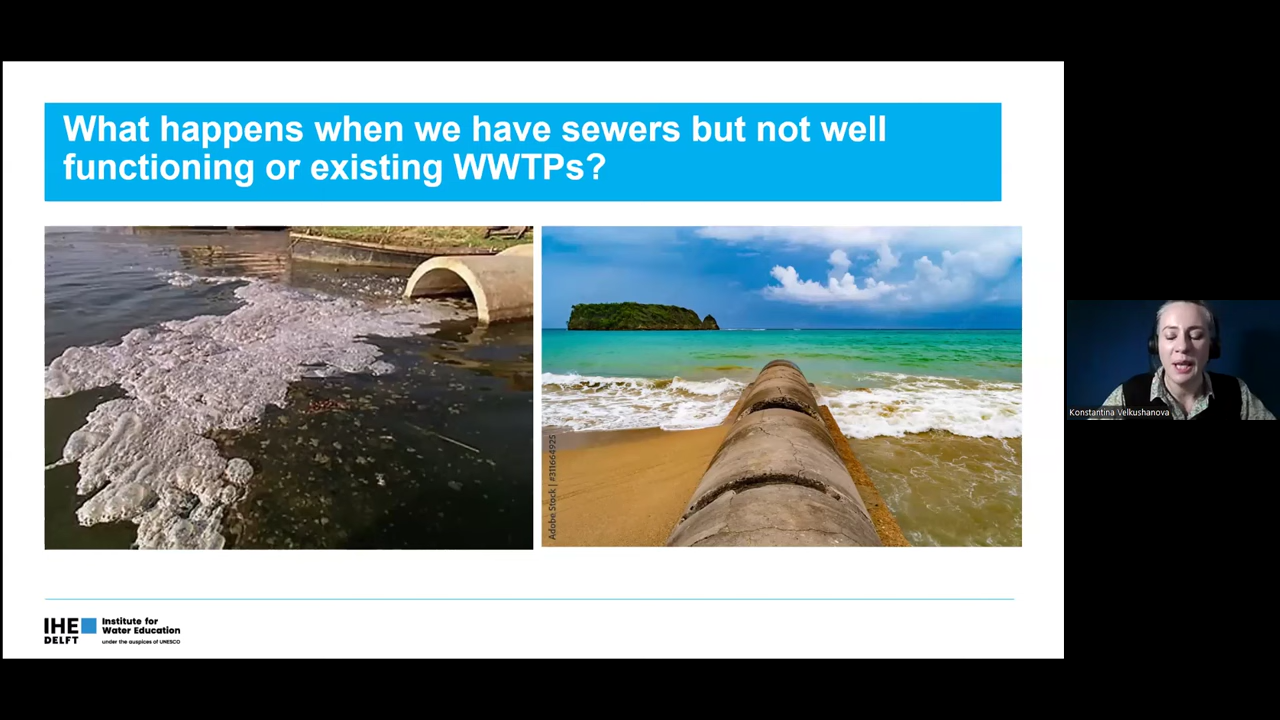 What happens when we have sewers but not well
functioning or existing WWTPs?
Adobe Stock | #311664925
IHE
DELFT
Institute for
Water Education
under the auspices of UNESCO
Konstantina Velkushanova